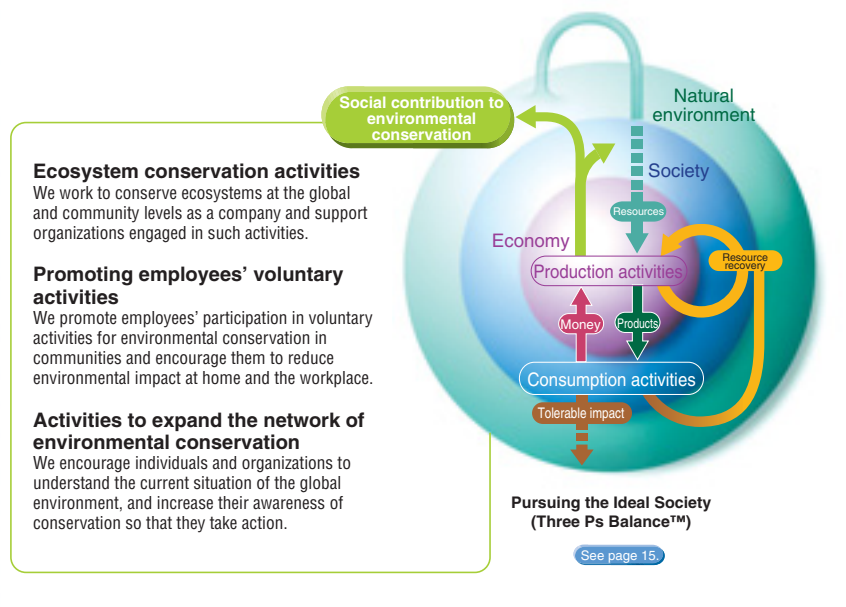 Social contribution to
environmental
conservation
Ecosystem conservation activities
We work to conserve ecosystems at the global
and community levels as a company and support
organizations engaged in such activities.
Promoting employees’ voluntary
activities
We promote employees’ participation in voluntary
activities for environmental conservation in
communities and encourage them to reduce
environmental impact at home and the workplace.
Activities to expand the network of
environmental conservation
We encourage individuals and organizations to
understand the current situation of the global
environment, and increase their awareness of
conservation so that they take action.
Natural
environment
Society
Resources
Economy
Resource
recovery
Production activities
Money
Products
Consumption activities
Tolerable impact
Pursuing the Ideal Society
(Three Ps Balance™)
See page 15.